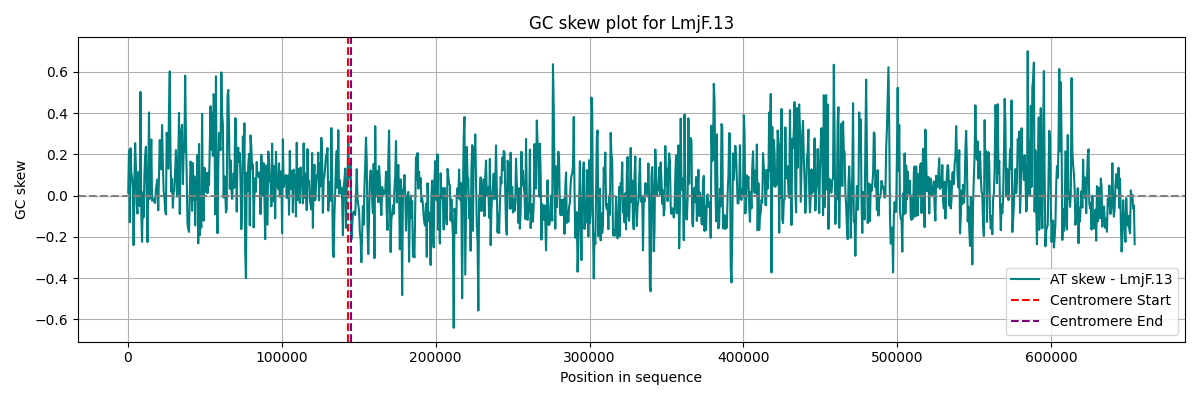 GC skew plot for LmjF.13
GC skew
0.6
0.4
0.2
0.0
−0.2
−0.4
−0.6
0 100000 200000 300000 400000 500000 600000
Position in sequence
AT skew - LmjF.13
Centromere Start
Centromere End